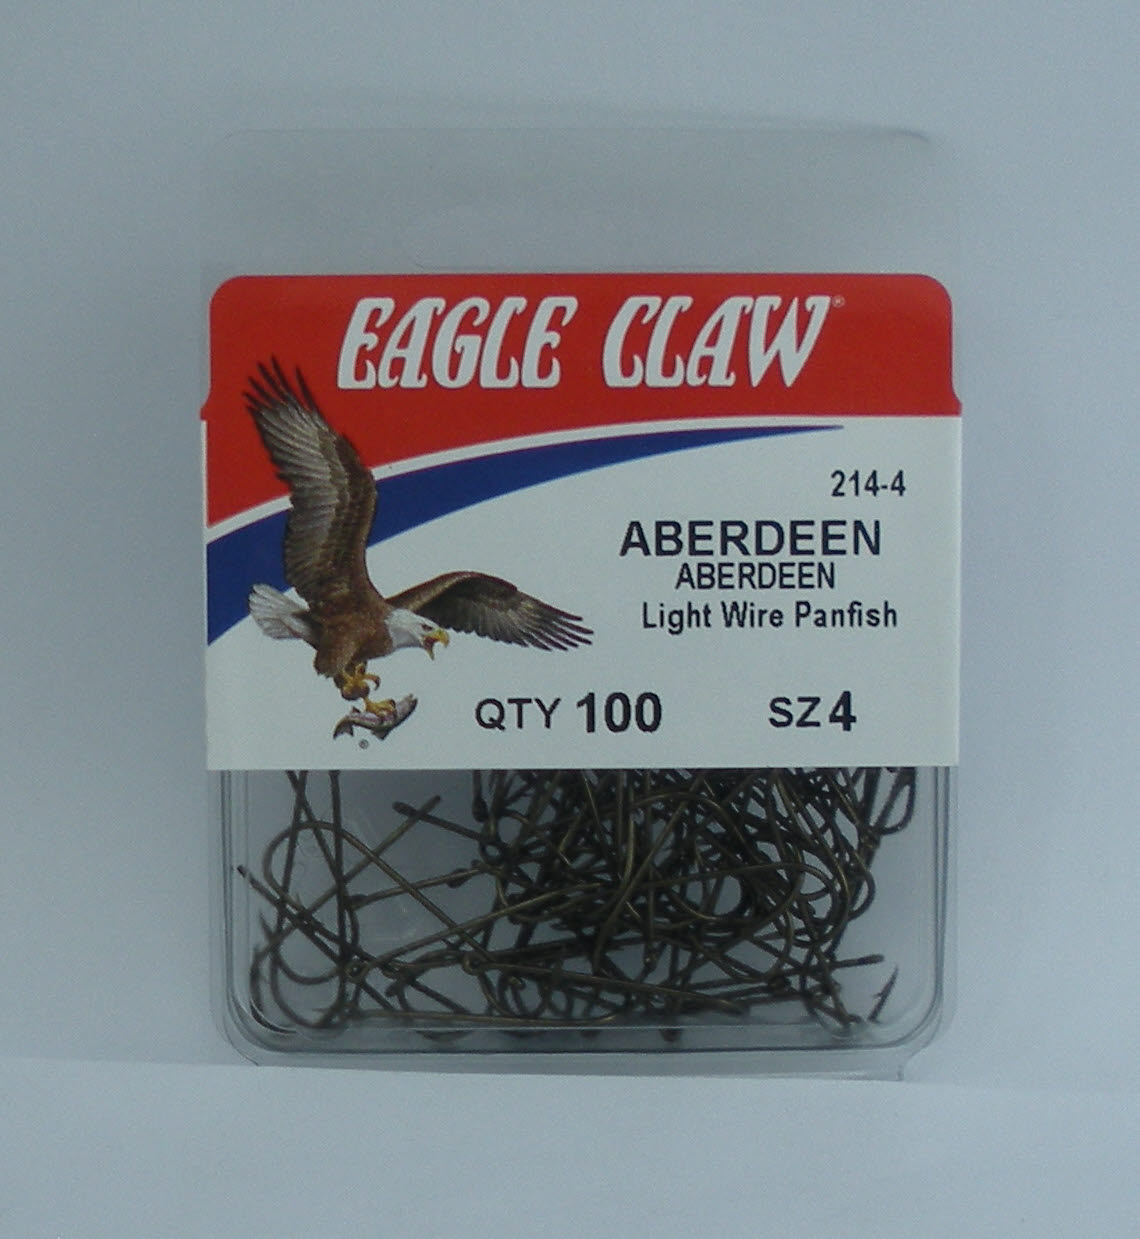 EAGLE CLAW®
214-4
ABERDEEN
ABERDEEN
Light Wire Panfish
QTY 100 SZ 4
®